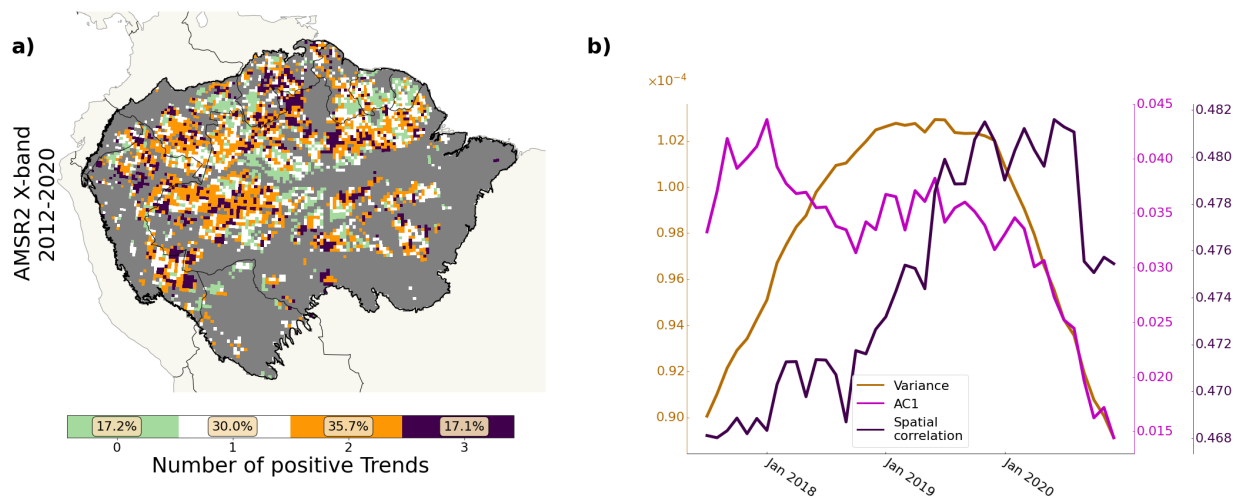 a)
AMSR2 X-band
2012-2020
17.2% 30.0% 35.7% 17.1%
0 1 2 3
Number of positive Trends
b)
×10⁻⁴
1.02
1.00
0.98
0.96
0.94
0.92
0.90
0.045
0.040
0.035
0.030
0.025
0.020
0.015
0.482
0.480
0.478
0.476
0.474
0.472
0.470
0.468
Variance
AC1
Spatial
correlation
Jan 2018
Jan 2019
Jan 2020